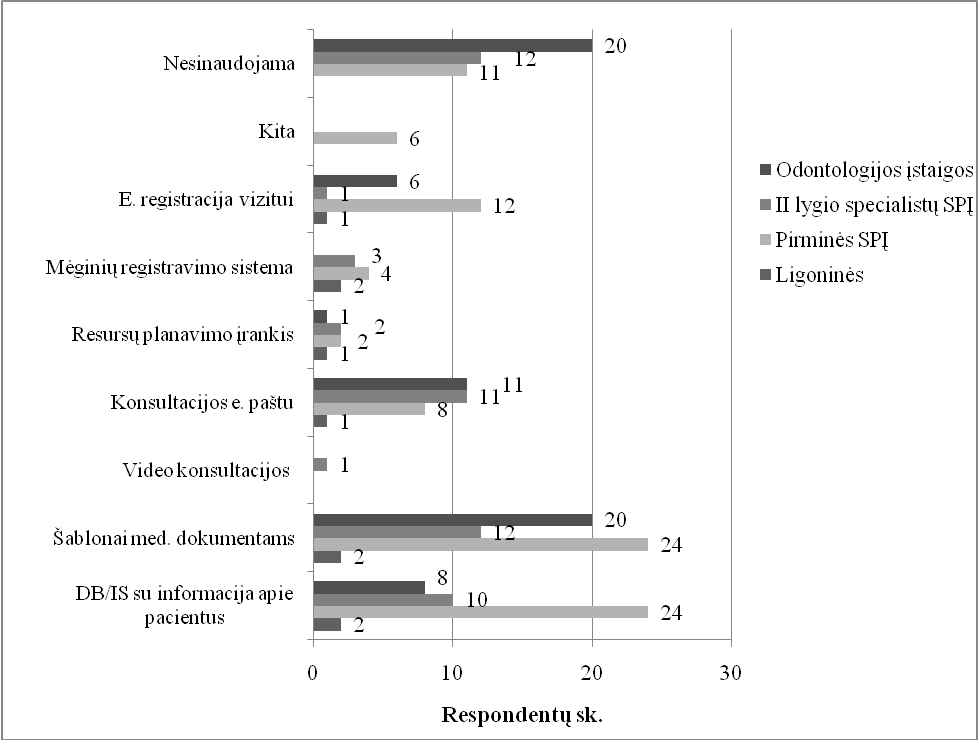 Nesinaudojama
20
12
11
Kita
6
E. registracija vizitui
6
1
12
1
Mėginių registravimo sistema
3
4
2
Resursų planavimo įrankis
1
2
2
1
Konsultacijos e. paštu
11
11
8
1
Video konsultacijos
1
Šablonai med. dokumentams
20
12
24
2
DB/IS su informacija apie
pacientus
8
10
24
2
0 10 20 30
Respondentų sk.
Odontologijos įstaigos
II lygio specialistų SPĮ
Pirminės SPĮ
Ligoninės